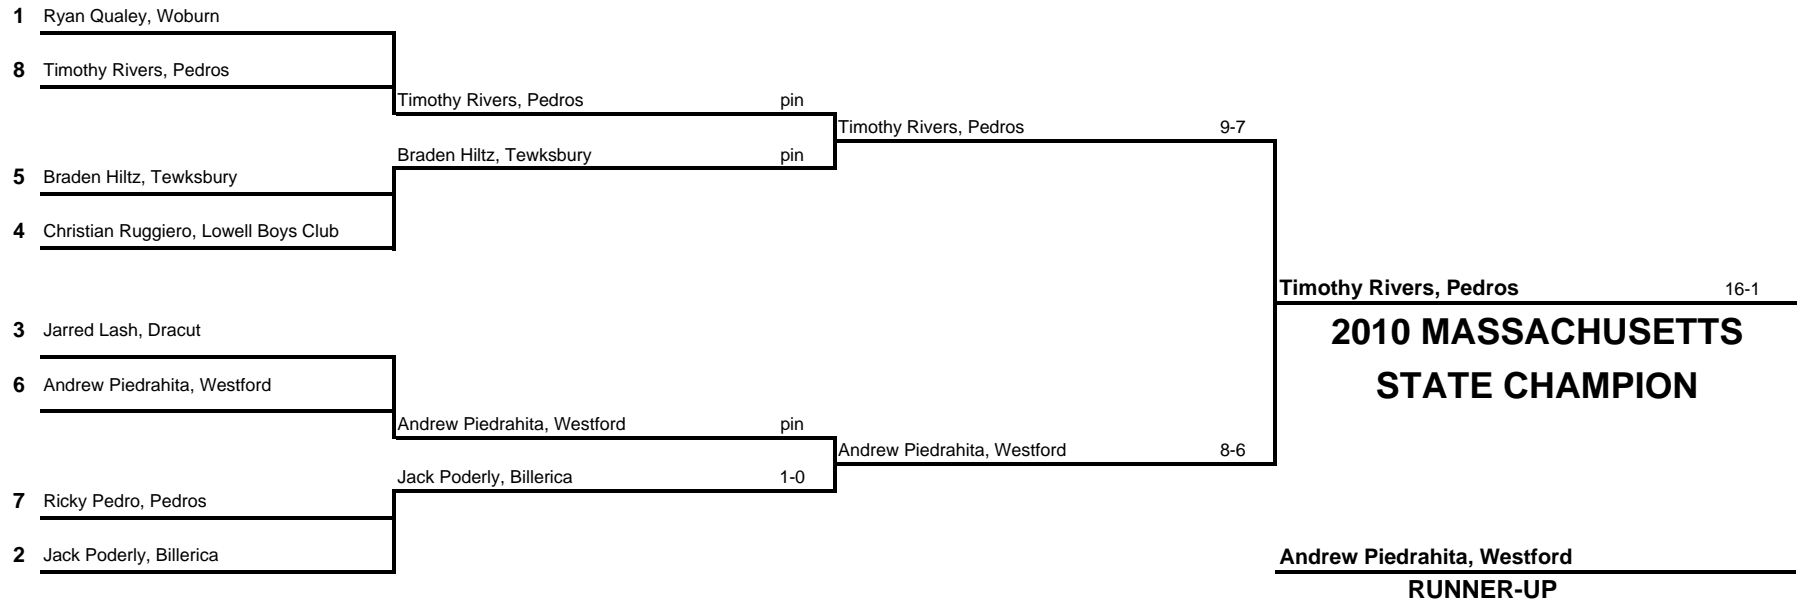 1 Ryan Qualey, Woburn
8 Timothy Rivers, Pedros
Timothy Rivers, Pedros pin
Timothy Rivers, Pedros 9-7
Braden Hiltz, Tewksbury pin
5 Braden Hiltz, Tewksbury
4 Christian Ruggiero, Lowell Boys Club
Timothy Rivers, Pedros 16-1
2010 MASSACHUSETTS
STATE CHAMPION
3 Jarred Lash, Dracut
6 Andrew Piedrahita, Westford
Andrew Piedrahita, Westford pin
Andrew Piedrahita, Westford 8-6
Jack Poderly, Billerica 1-0
7 Ricky Pedro, Pedros
2 Jack Poderly, Billerica
Andrew Piedrahita, Westford
RUNNER-UP